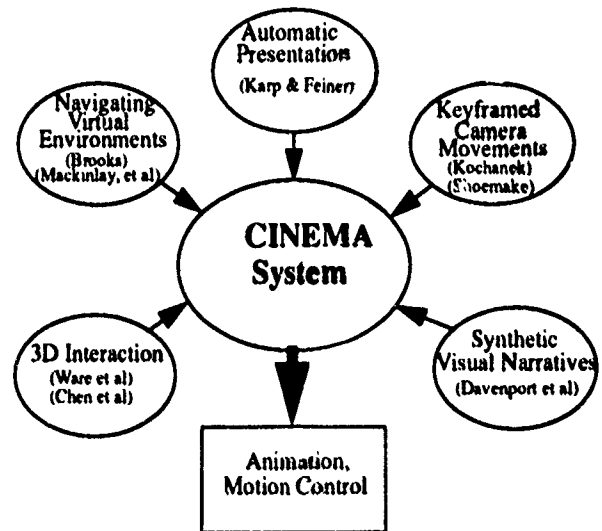 Automatic
Presentation
(Karp & Feiner)
Navigating
Virtual
Environments
(Brooks)
(Mackinlay, et al)
Keyframed
Camera
Movements
(Kochanek)
(Shoemake)
CINEMA
System
3D Interaction
(Ware et al)
(Chen et al)
Synthetic
Visual Narratives
(Davenport et al)
Animation,
Motion Control